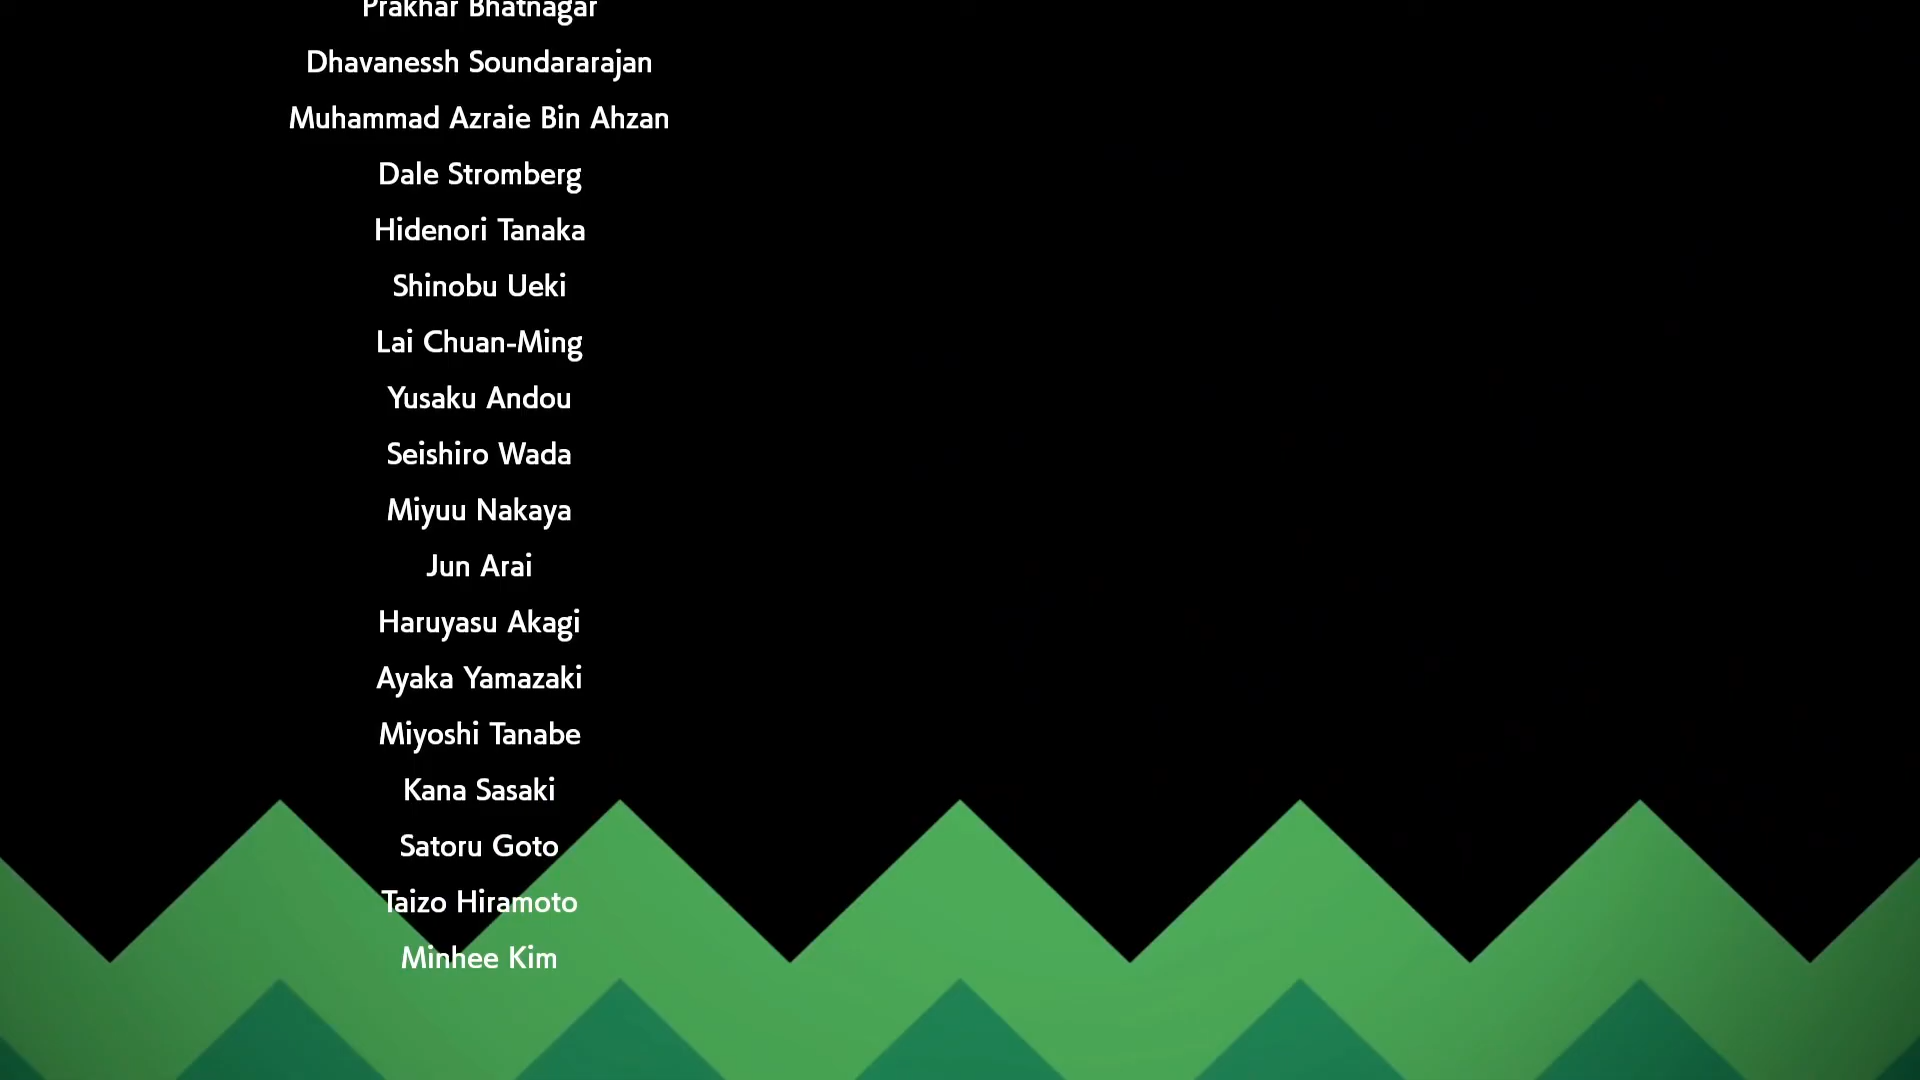 Prakhar Bhatnagar
Dhavanessh Soundararajan
Muhammad Azraie Bin Ahzan
Dale Stromberg
Hidenori Tanaka
Shinobu Ueki
Lai Chuan-Ming
Yusaku Andou
Seishiro Wada
Miyuu Nakaya
Jun Arai
Haruyasu Akagi
Ayaka Yamazaki
Miyoshi Tanabe
Kana Sasaki
Satoru Goto
Taizo Hiramoto
Minhee Kim